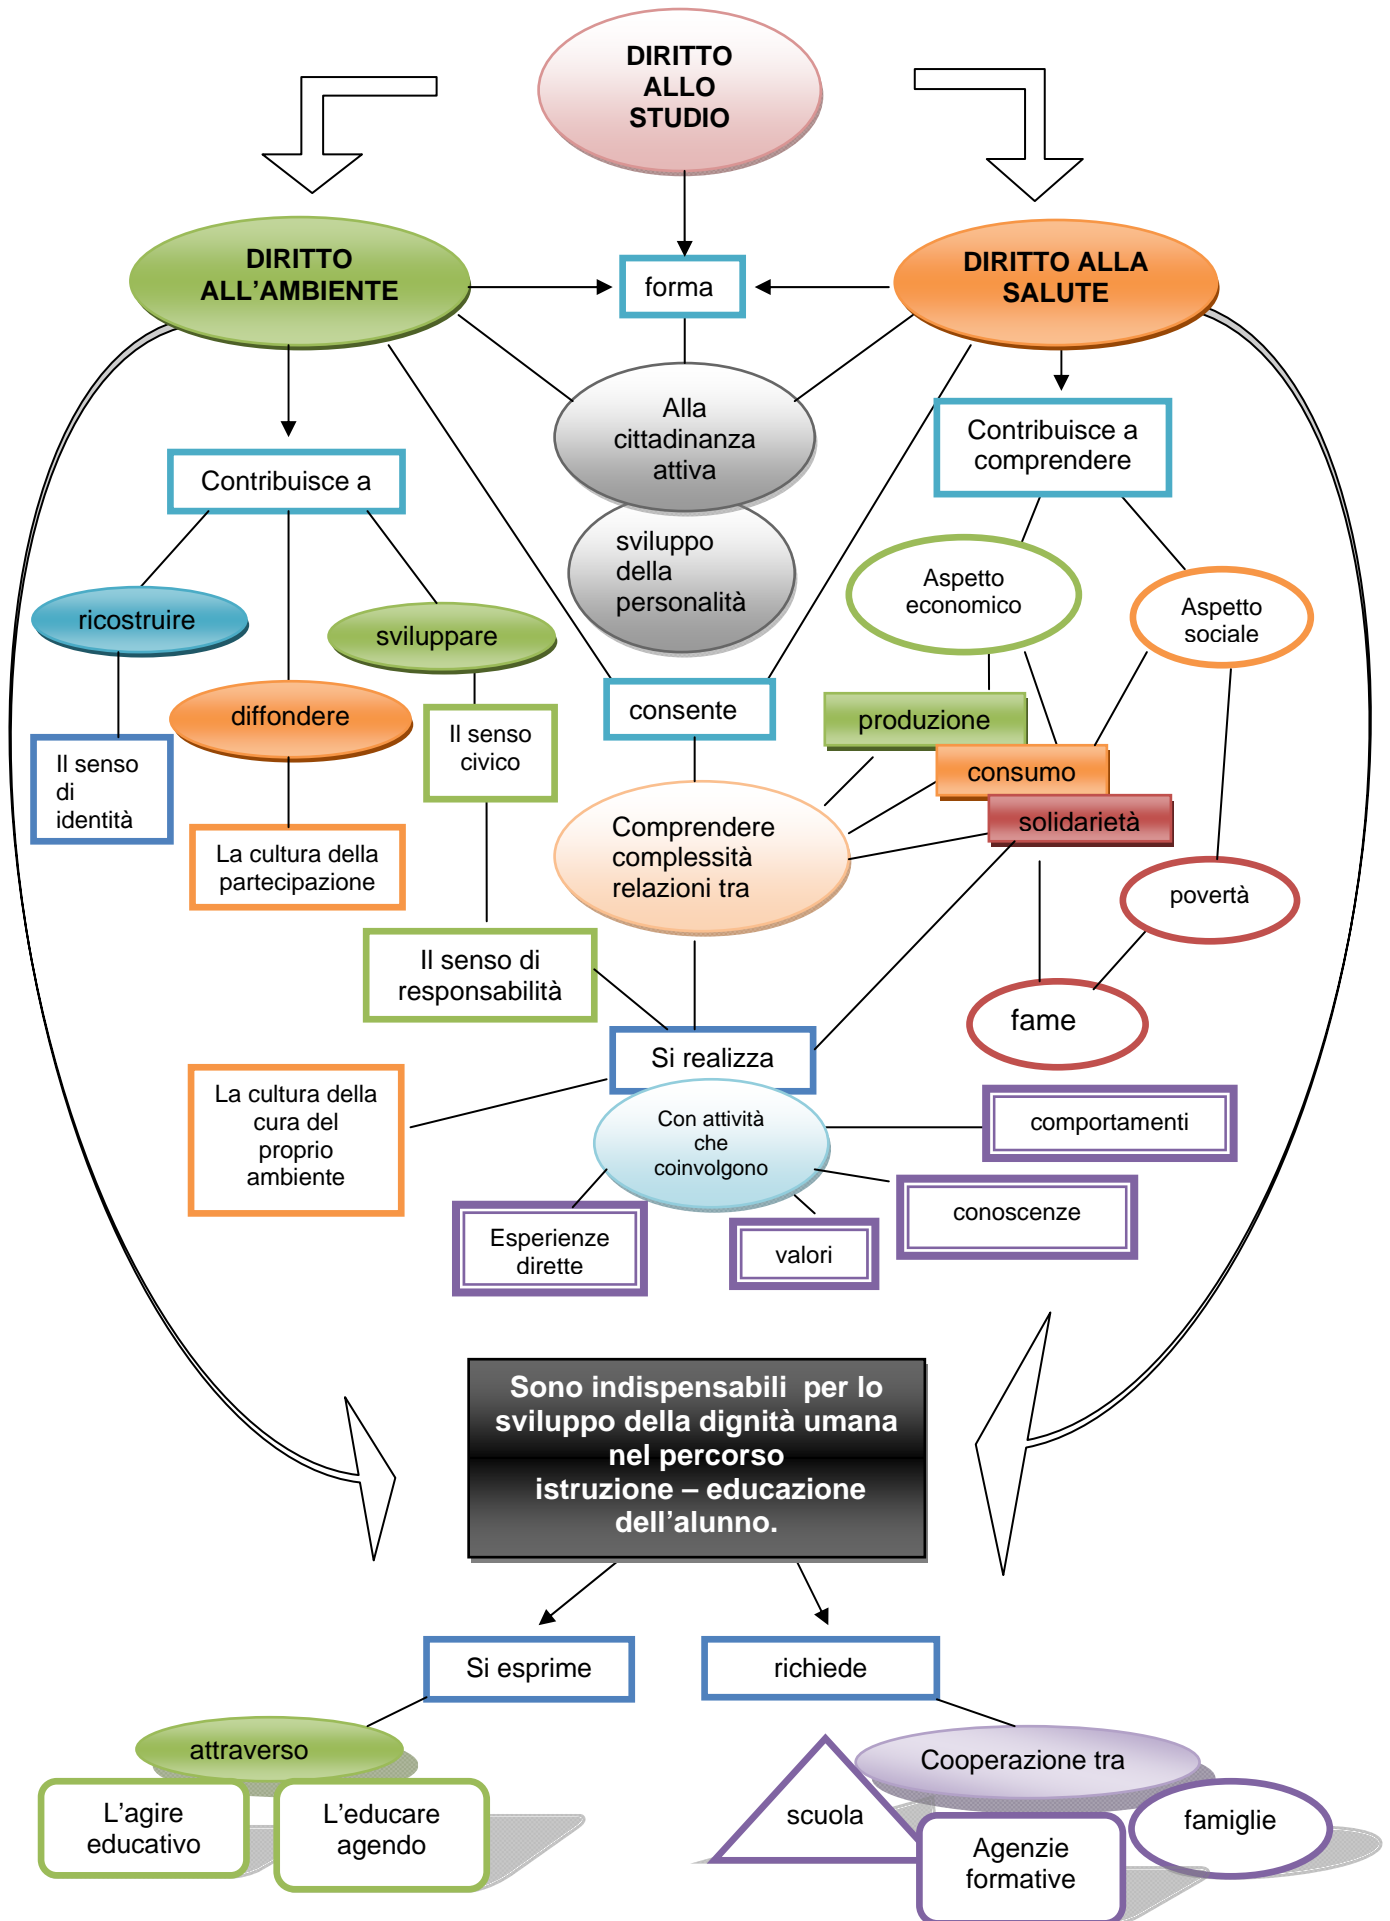 DIRITTO
ALLO
STUDIO
DIRITTO
ALL’AMBIENTE
forma
DIRITTO ALLA
SALUTE
Alla
cittadinanza
attiva
Contribuisce a
comprendere
Contribuisce a
sviluppo
della
personalità
Aspetto
economico
Aspetto
sociale
ricostruire
sviluppare
diffondere
consente
produzione
Il senso
civico
Il senso
di
identità
consumo
solidarietà
Comprendere
complessità
relazioni tra
La cultura della
partecipazione
povertà
Il senso di
responsabilità
fame
Si realizza
La cultura della
cura del
proprio
ambiente
Con attività
che
coinvolgono
comportamenti
conoscenze
Esperienze
dirette
valori
Sono indispensabili  per lo
sviluppo della dignità umana
nel percorso
istruzione – educazione
dell’alunno.
Si esprime
richiede
attraverso
Cooperazione tra
L’agire
educativo
L’educare
agendo
scuola
famiglie
Agenzie
formative